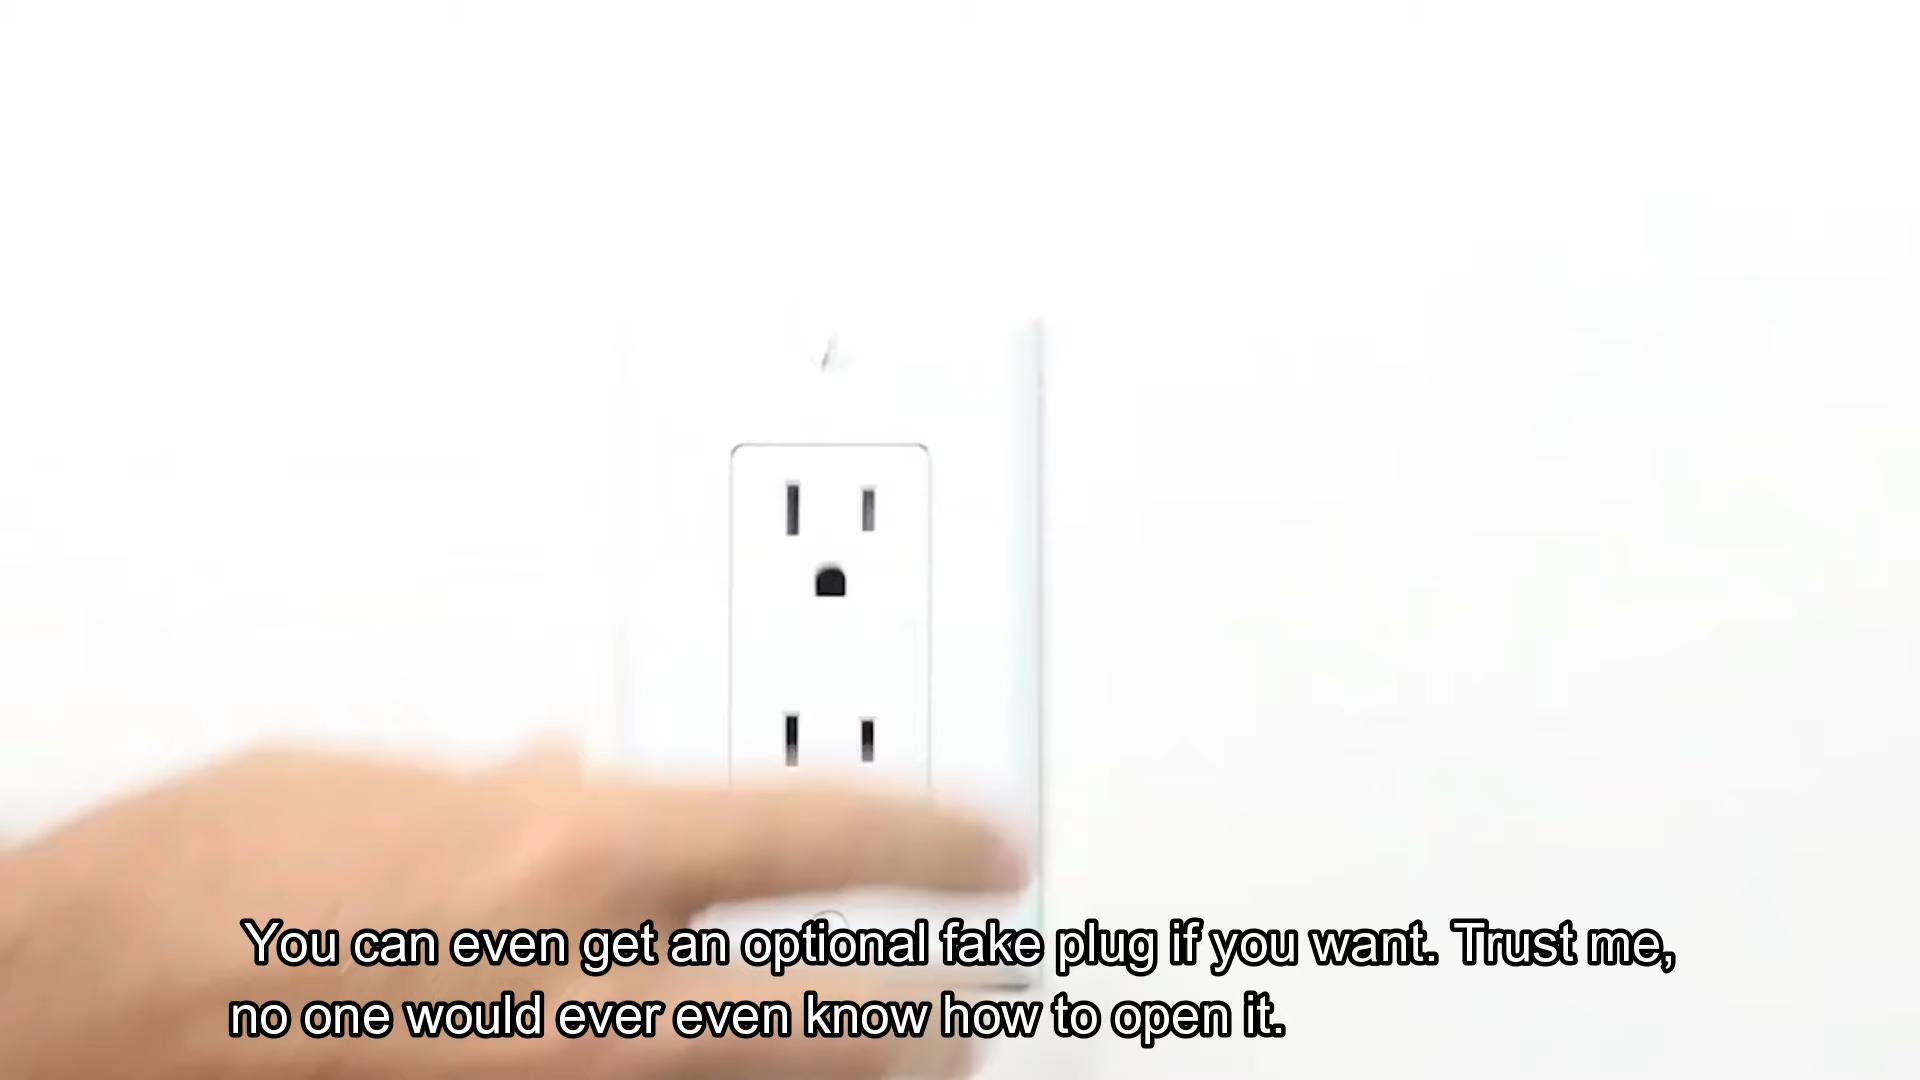 You can even get an optional fake plug if you want. Trust me,
no one would ever even know how to open it.